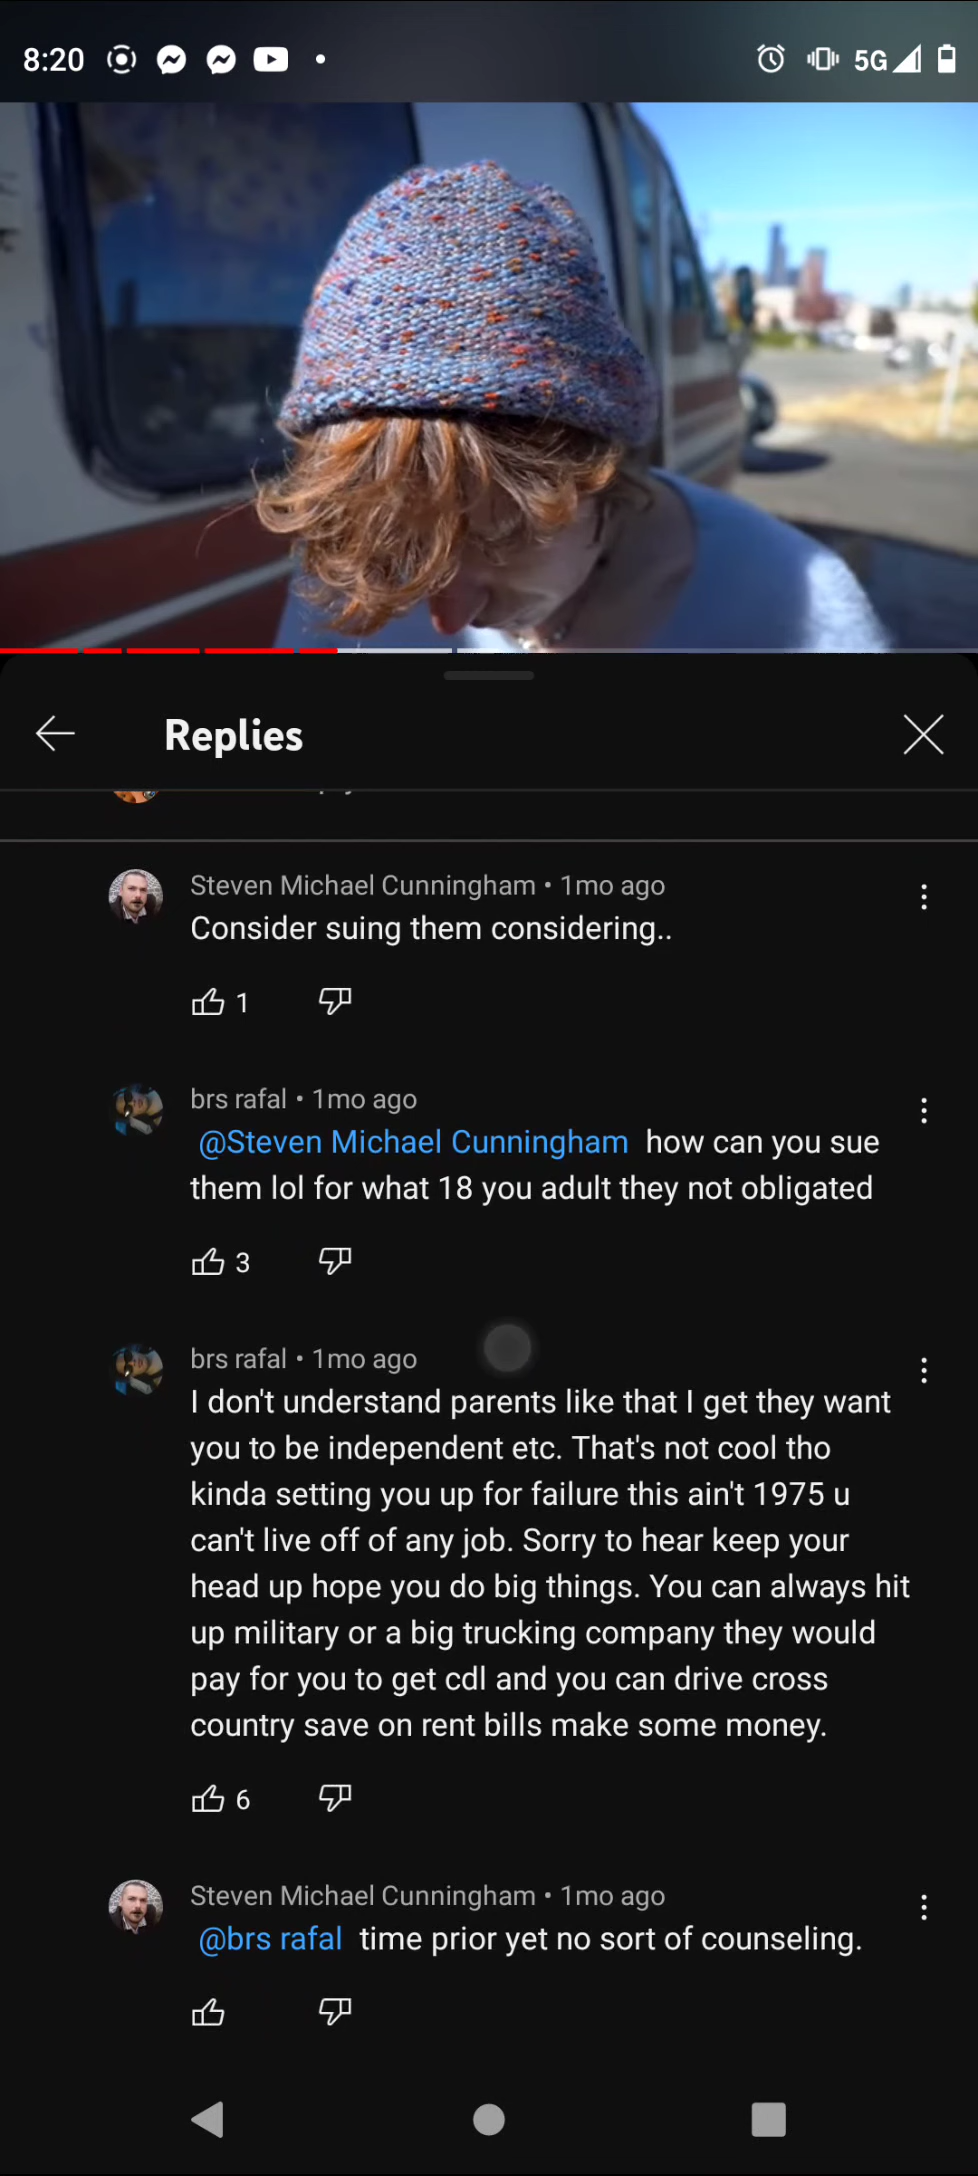 8:20
5G
Replies
Steven Michael Cunningham • 1mo ago
Consider suing them considering..
1
brs rafal • 1mo ago
@Steven Michael Cunningham how can you sue
them lol for what 18 you adult they not obligated
3
brs rafal • 1mo ago
I don't understand parents like that I get they want
you to be independent etc. That's not cool tho
kinda setting you up for failure this ain't 1975 u
can't live off of any job. Sorry to hear keep your
head up hope you do big things. You can always hit
up military or a big trucking company they would
pay for you to get cdl and you can drive cross
country save on rent bills make some money.
6
Steven Michael Cunningham • 1mo ago
@brs rafal time prior yet no sort of counseling.